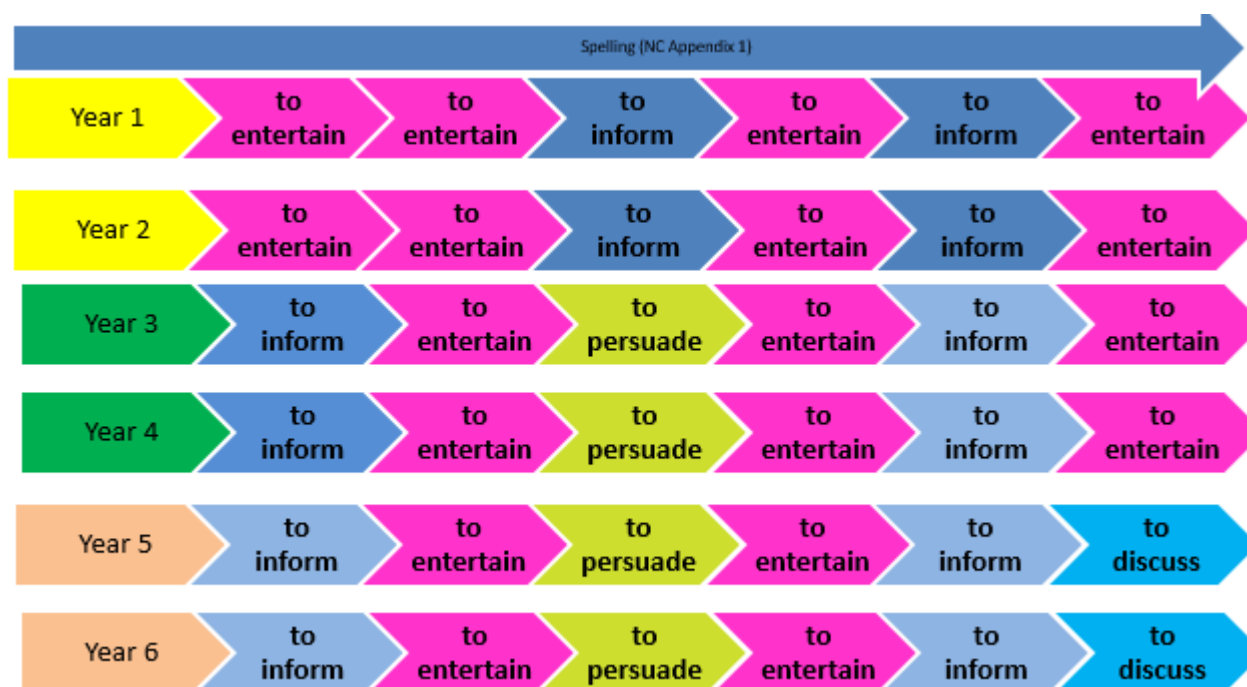 Spelling (NC Appendix 1)
Year 1
to
entertain
to
entertain
to
inform
to
entertain
to
inform
to
entertain
Year 2
to
entertain
to
entertain
to
inform
to
entertain
to
inform
to
entertain
Year 3
to
inform
to
entertain
to
persuade
to
entertain
to
inform
to
entertain
Year 4
to
inform
to
entertain
to
persuade
to
entertain
to
inform
to
entertain
Year 5
to
inform
to
entertain
to
persuade
to
entertain
to
inform
to
discuss
Year 6
to
inform
to
entertain
to
persuade
to
entertain
to
inform
to
discuss